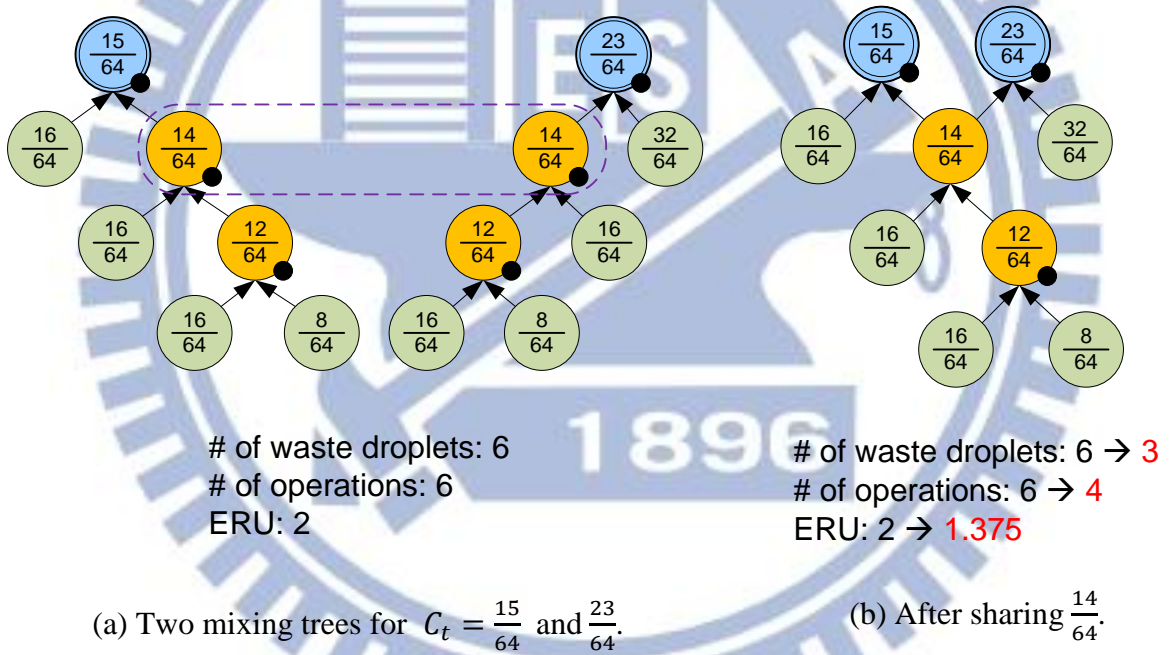 15/64 23/64 15/64 23/64
16/64 14/64 14/64 32/64 16/64 14/64 32/64
16/64 12/64 12/64 16/64 16/64 12/64
16/64 8/64 16/64 8/64 16/64 8/64
ES A
8
1896
# of waste droplets: 6
# of operations: 6
ERU: 2
# of waste droplets: 6 → 3
# of operations: 6 → 4
ERU: 2 → 1.375
(a) Two mixing trees for C_t = 15/64 and 23/64.
(b) After sharing 14/64.